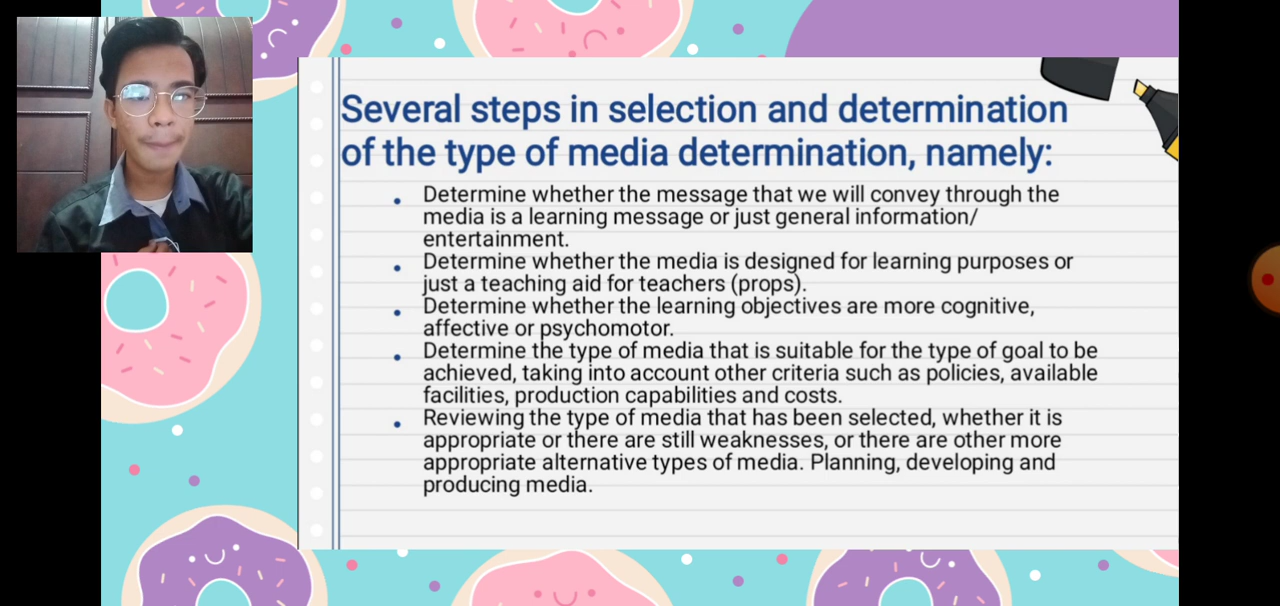 Several steps in selection and determination
of the type of media determination, namely:
Determine whether the message that we will convey through the
media is a learning message or just general information/
entertainment.
Determine whether the media is designed for learning purposes or
just a teaching aid for teachers (props).
Determine whether the learning objectives are more cognitive,
affective or psychomotor.
Determine the type of media that is suitable for the type of goal to be
achieved, taking into account other criteria such as policies, available
facilities, production capabilities and costs.
Reviewing the type of media that has been selected, whether it is
appropriate or there are still weaknesses, or there are other more
appropriate alternative types of media. Planning, developing and
producing media.